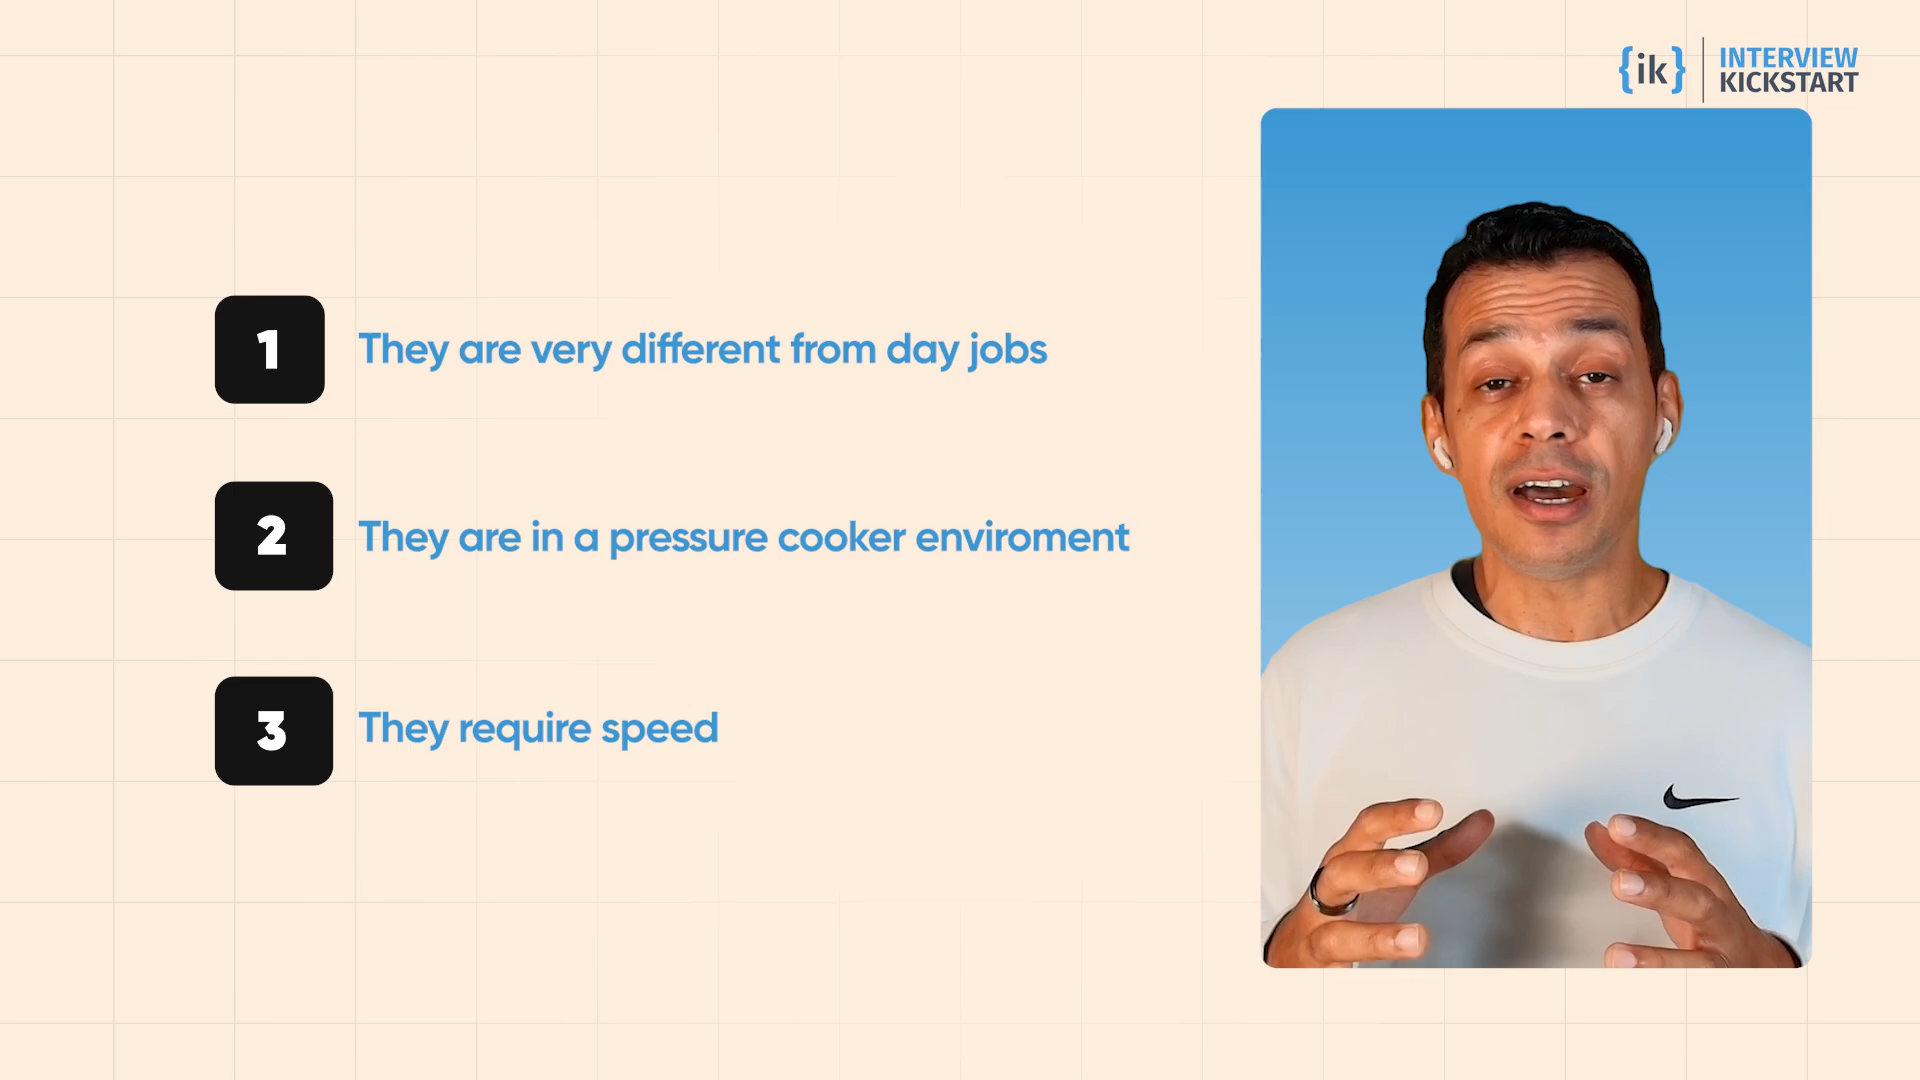 {ik} INTERVIEW
KICKSTART
1 They are very different from day jobs
2 They are in a pressure cooker enviroment
3 They require speed